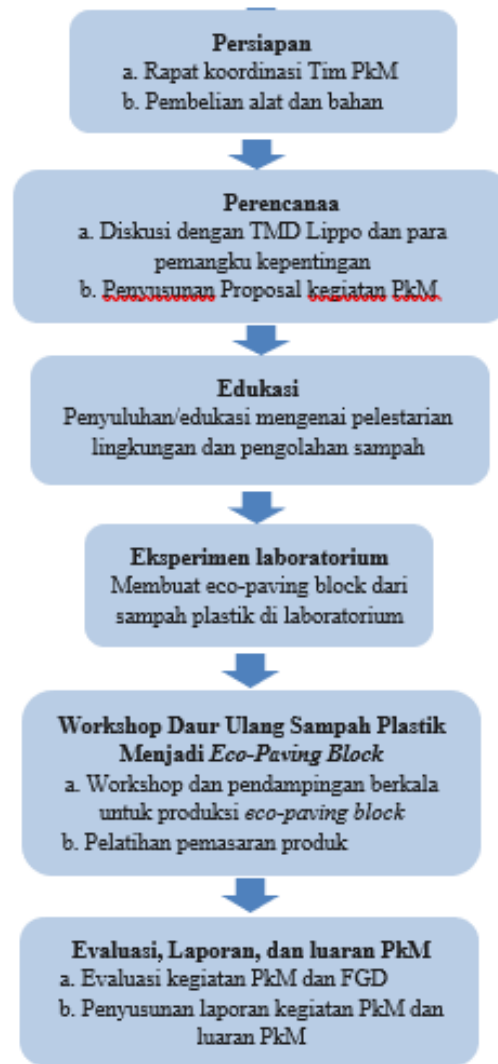 Persiapan
a. Rapat koordinasi Tim PkM
b. Pembelian alat dan bahan
Perencanaa
a. Diskusi dengan TMD Lippo dan para
pemangku kepentingan
b. Penyusunan Proposal kegiatan PkM
Edukasi
Penyuluhan/edukasi mengenai pelestarian
lingkungan dan pengolahan sampah
Eksperimen laboratorium
Membuat eco-paving block dari
sampah plastik di laboratorium
Workshop Daur Ulang Sampah Plastik
Menjadi Eco-Paving Block
a. Workshop dan pendampingan berkala
untuk produksi eco-paving block
b. Pelatihan pemasaran produk
Evaluasi, Laporan, dan luaran PkM
a. Evaluasi kegiatan PkM dan FGD
b. Penyusunan laporan kegiatan PkM dan
luaran PkM